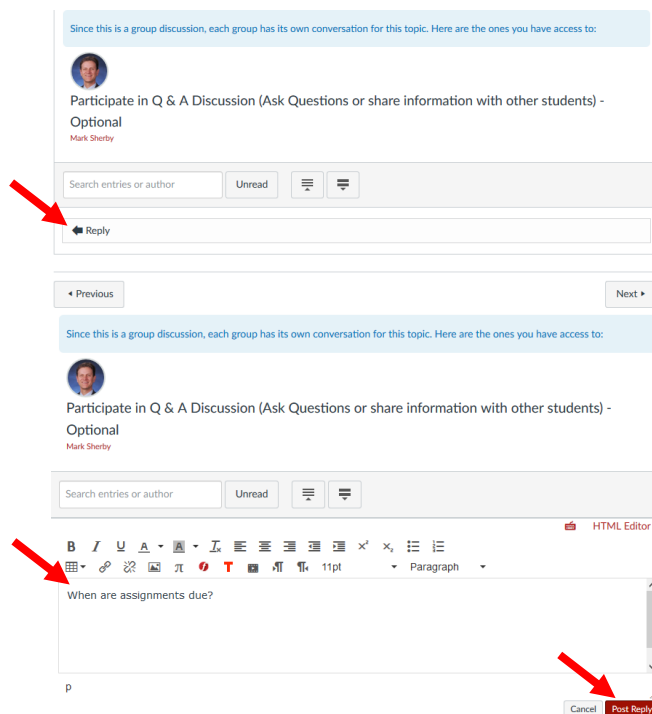 Since this is a group discussion, each group has its own conversation for this topic. Here are the ones you have access to:
Participate in Q & A Discussion (Ask Questions or share information with other students) -
Optional
Mark Sherby
Search entries or author Unread
Reply
Previous Next
Since this is a group discussion, each group has its own conversation for this topic. Here are the ones you have access to:
Participate in Q & A Discussion (Ask Questions or share information with other students) -
Optional
Mark Sherby
Search entries or author Unread
HTML Editor
B I U A A Tx x² x₂
π T ¶ ¶ 11pt Paragraph
When are assignments due?
p
Cancel Post Reply